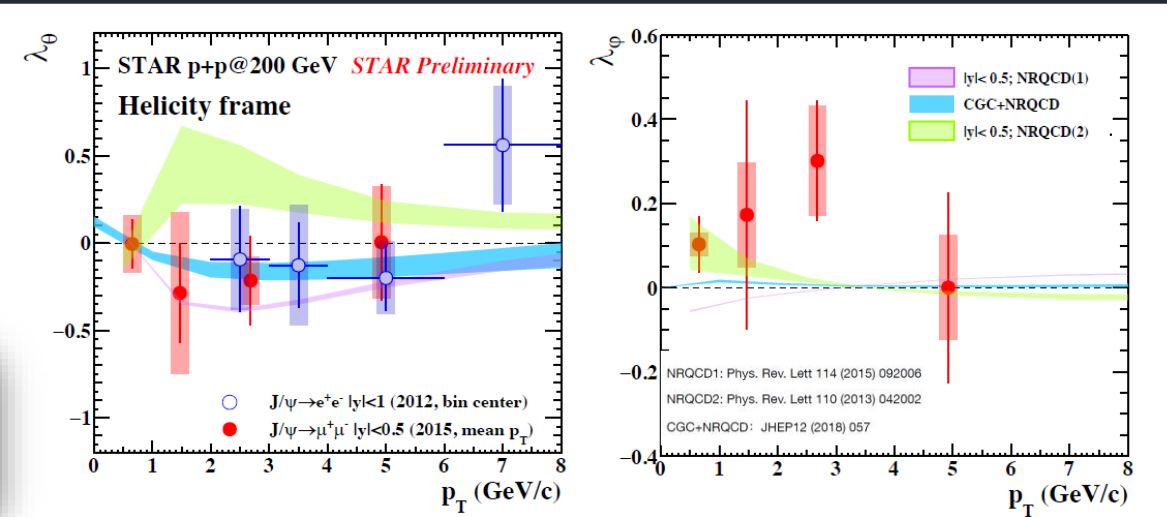 λθ
1
0.5
0
−0.5
−1
STAR p+p@200 GeV STAR Preliminary
Helicity frame
J/ψ→e+e- |y|<1 (2012, bin center)
J/ψ→μ+μ- |y|<0.5 (2015, mean pT)
0 1 2 3 4 5 6 7 8
pT (GeV/c)
λφ
0.6
0.4
0.2
0
−0.2
−0.4
|y|< 0.5; NRQCD(1)
CGC+NRQCD
|y|< 0.5; NRQCD(2)
NRQCD1: Phys. Rev. Lett 114 (2015) 092006
NRQCD2: Phys. Rev. Lett 110 (2013) 042002
CGC+NRQCD: JHEP12 (2018) 057
0 1 2 3 4 5 6 7 8
pT (GeV/c)